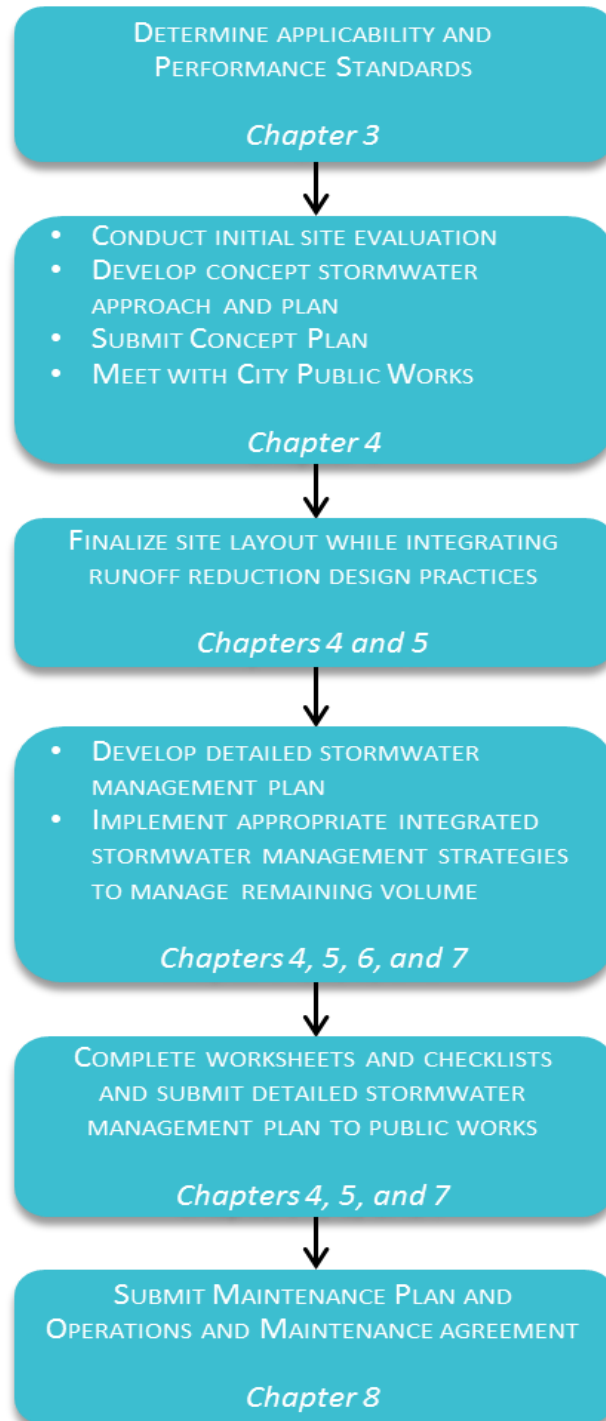 Determine applicability and
Performance Standards
Chapter 3
• Conduct initial site evaluation
• Develop concept stormwater
approach and plan
• Submit Concept Plan
• Meet with City Public Works
Chapter 4
Finalize site layout while integrating
runoff reduction design practices
Chapters 4 and 5
• Develop detailed stormwater
management plan
• Implement appropriate integrated
stormwater management strategies
to manage remaining volume
Chapters 4, 5, 6, and 7
Complete worksheets and checklists
and submit detailed stormwater
management plan to public works
Chapters 4, 5, and 7
Submit Maintenance Plan and
Operations and Maintenance agreement
Chapter 8